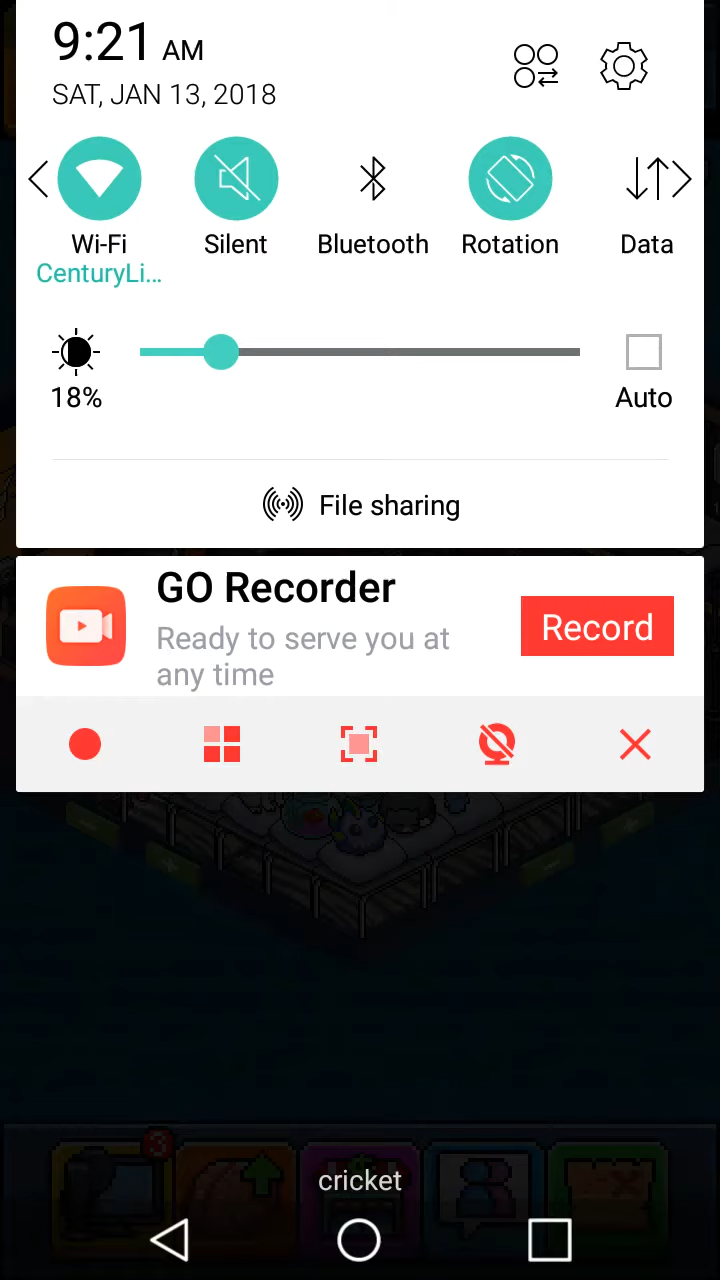 9:21 AM
SAT, JAN 13, 2018
Wi-Fi
Silent
Bluetooth
Rotation
Data
CenturyLi...
18%
Auto
File sharing
GO Recorder
Ready to serve you at
any time
Record
3
cricket